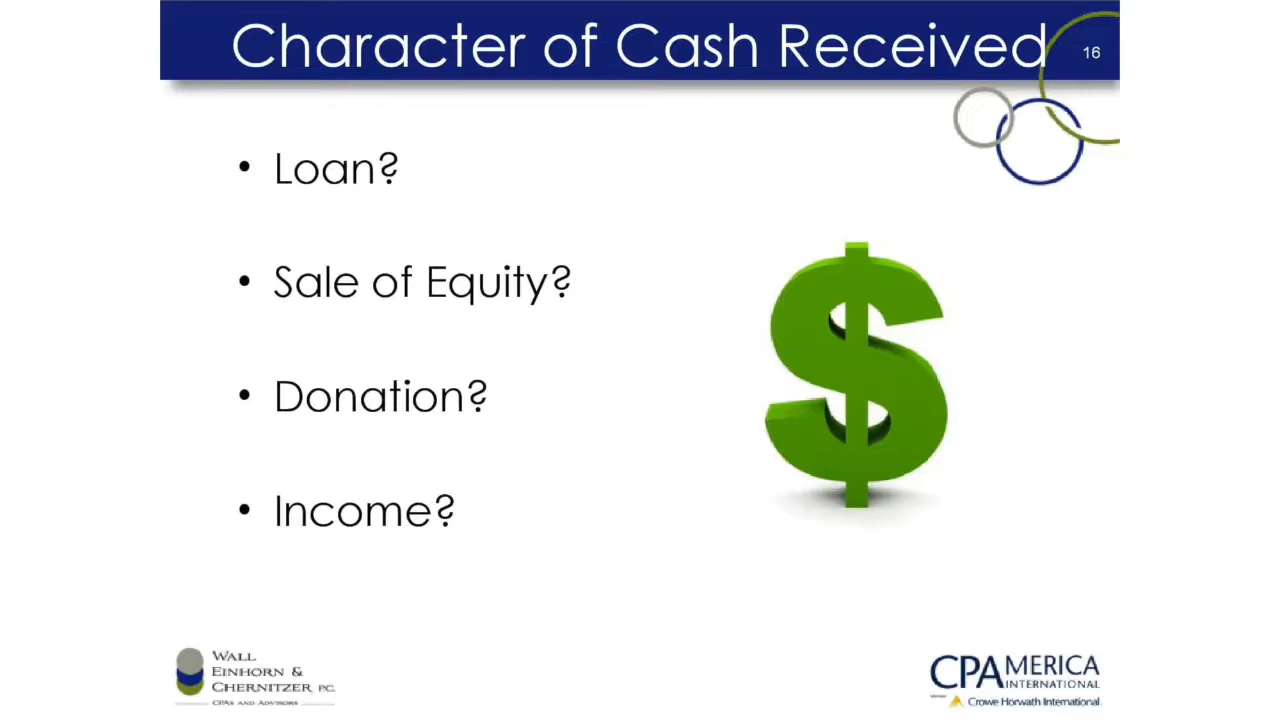 Character of Cash Received
16
• Loan?
• Sale of Equity?
• Donation?
• Income?
WALL
EINHORN &
CHERNITZER P.C.
CPAS AND ADVISORS
CPAMERICA
INTERNATIONAL
Crowe Horwath International